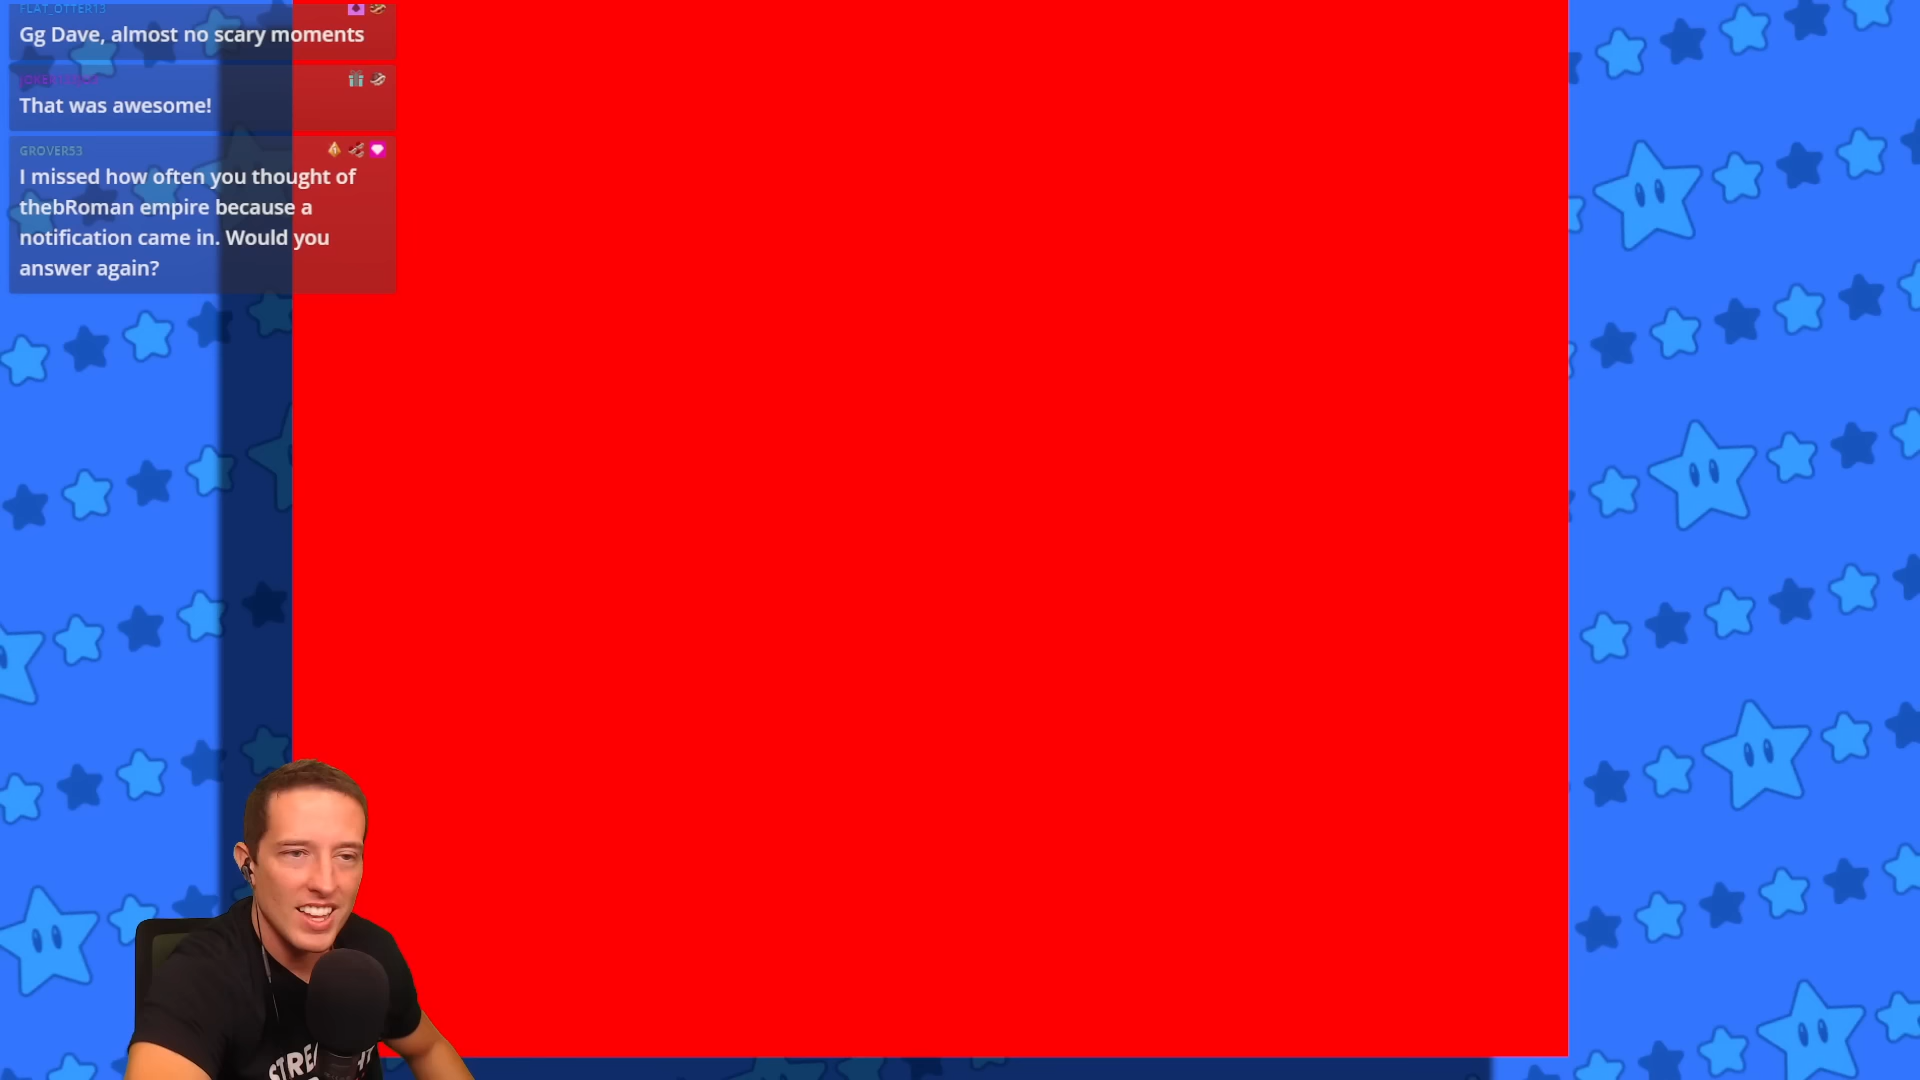 FLAT_OTTER13
Gg Dave, almost no scary moments
That was awesome!
GROVER53
I missed how often you thought of
thebRoman empire because a
notification came in. Would you
answer again?